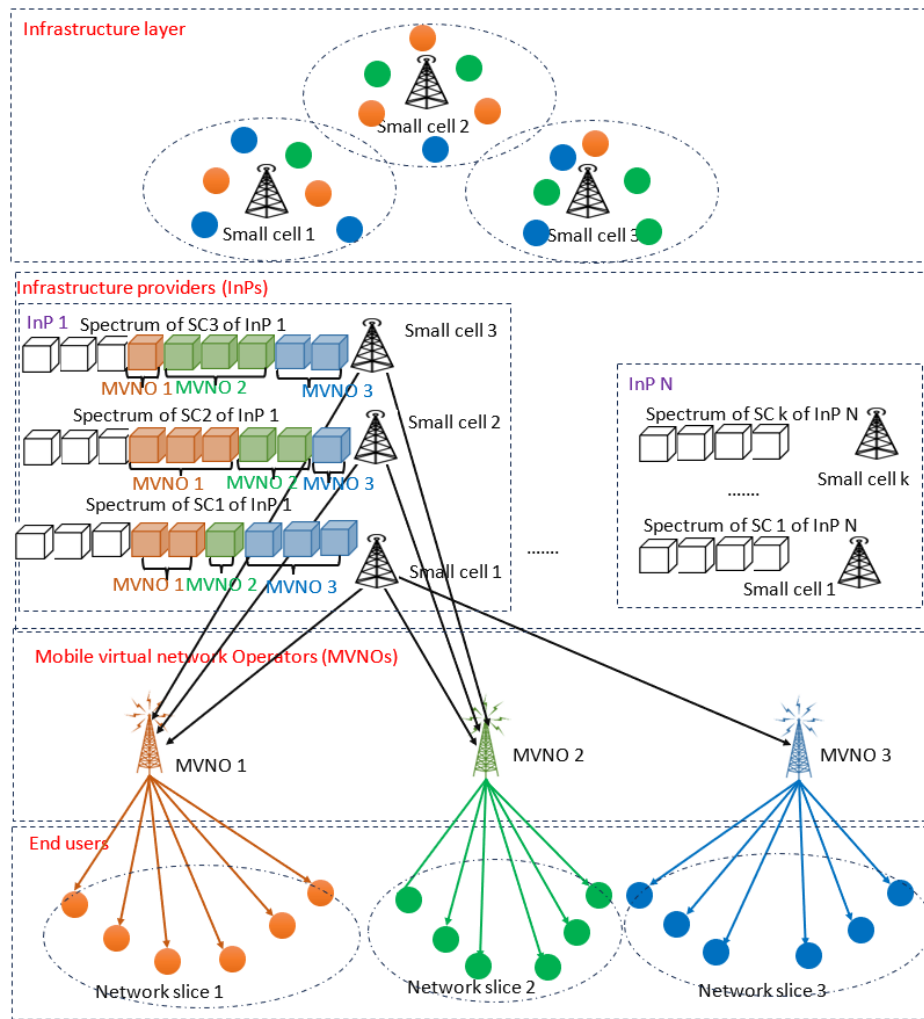 Infrastructure layer
Small cell 2
Small cell 1
Small cell 3
Infrastructure providers (InPs)
InP 1
Spectrum of SC3 of InP 1
Small cell 3
MVNO 1
MVNO 2
MVNO 3
Spectrum of SC2 of InP 1
Small cell 2
MVNO 1
MVNO 2
MVNO 3
Spectrum of SC1 of InP 1
Small cell 1
MVNO 1
MVNO 2
MVNO 3
.......
InP N
Spectrum of SC k of InP N
Small cell k
.......
Spectrum of SC 1 of InP N
Small cell 1
Mobile virtual network Operators (MVNOs)
MVNO 1
MVNO 2
MVNO 3
End users
Network slice 1
Network slice 2
Network slice 3